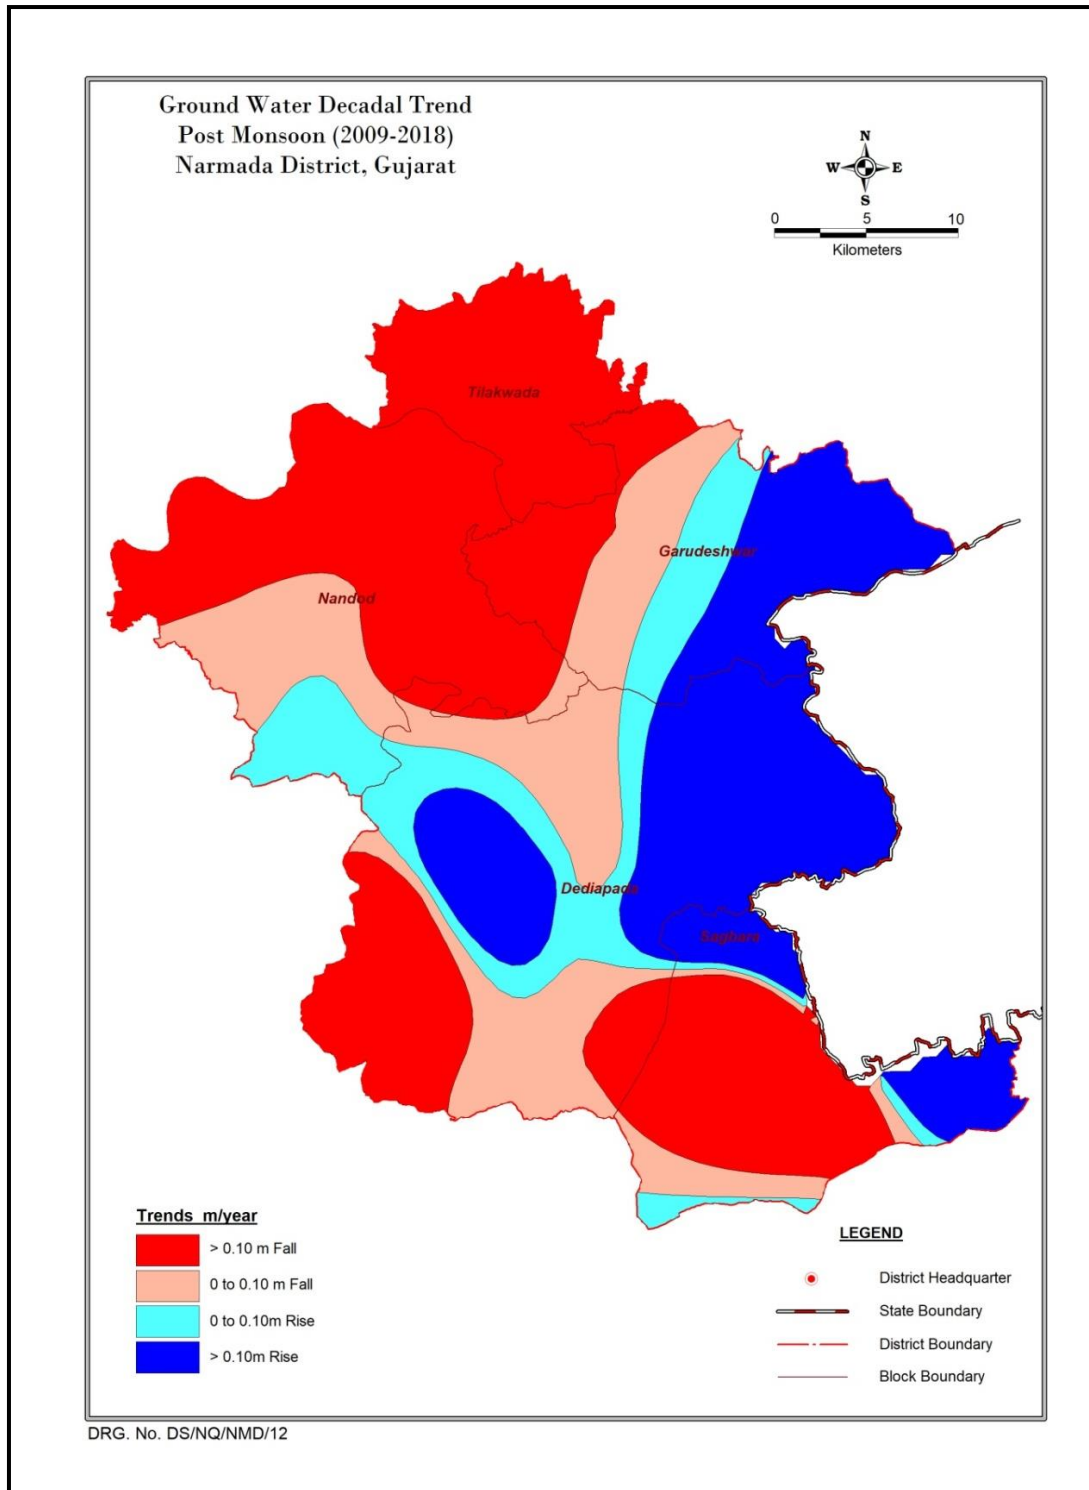 Ground Water Decadal Trend
Post Monsoon (2009-2018)
Narmada District, Gujarat
N
W E
S
0 5 10
Kilometers
Tilakwada
Garudeshwar
Nandod
Dediapada
Sagbara
Trends m/year
> 0.10 m Fall
0 to 0.10 m Fall
0 to 0.10m Rise
> 0.10m Rise
LEGEND
District Headquarter
State Boundary
District Boundary
Block Boundary
DRG. No. DS/NQ/NMD/12